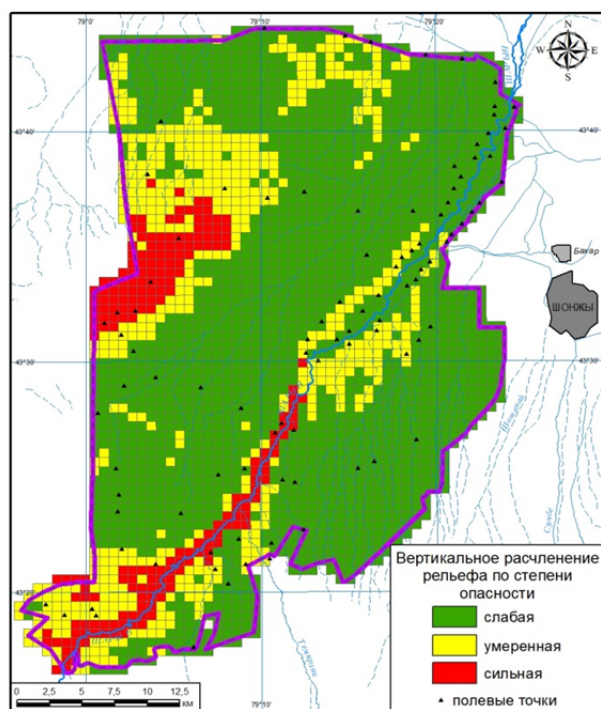 79°0'
79°10'
79°20'
N
W E
S
Шарын
43°40'
43°40'
Бахар
ШОНЖЫ
43°30'
43°30'
43°20'
Темирлик
Вертикальное расчленение
рельефа по степени
опасности
слабая
умеренная
сильная
полевые точки
0 2,5 5 7,5 10 12,5
км
79°10'